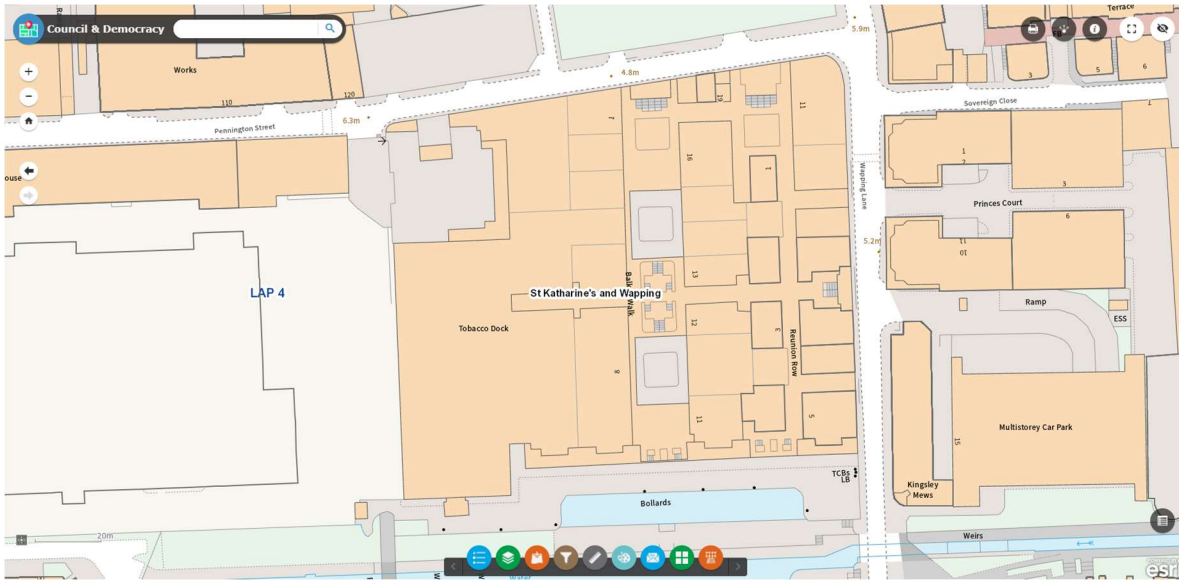 Council & Democracy
Terrace
5.9m
Works
4.8m
3
5
6
110
120
19
11
Sovereign Close
7
6.3m
Pennington Street
1
2
16
1
Wapping Lane
3
ouse
Princes Court
6
5.2m
11
10
13
LAP 4
St Katharine's and Wapping
Ramp
ESS
Tobacco Dock
12
Reunion Row
8
11
5
15
Multistorey Car Park
TCBs
LB
Kingsley
Mews
Bollards
20m
Weirs
Water
esri